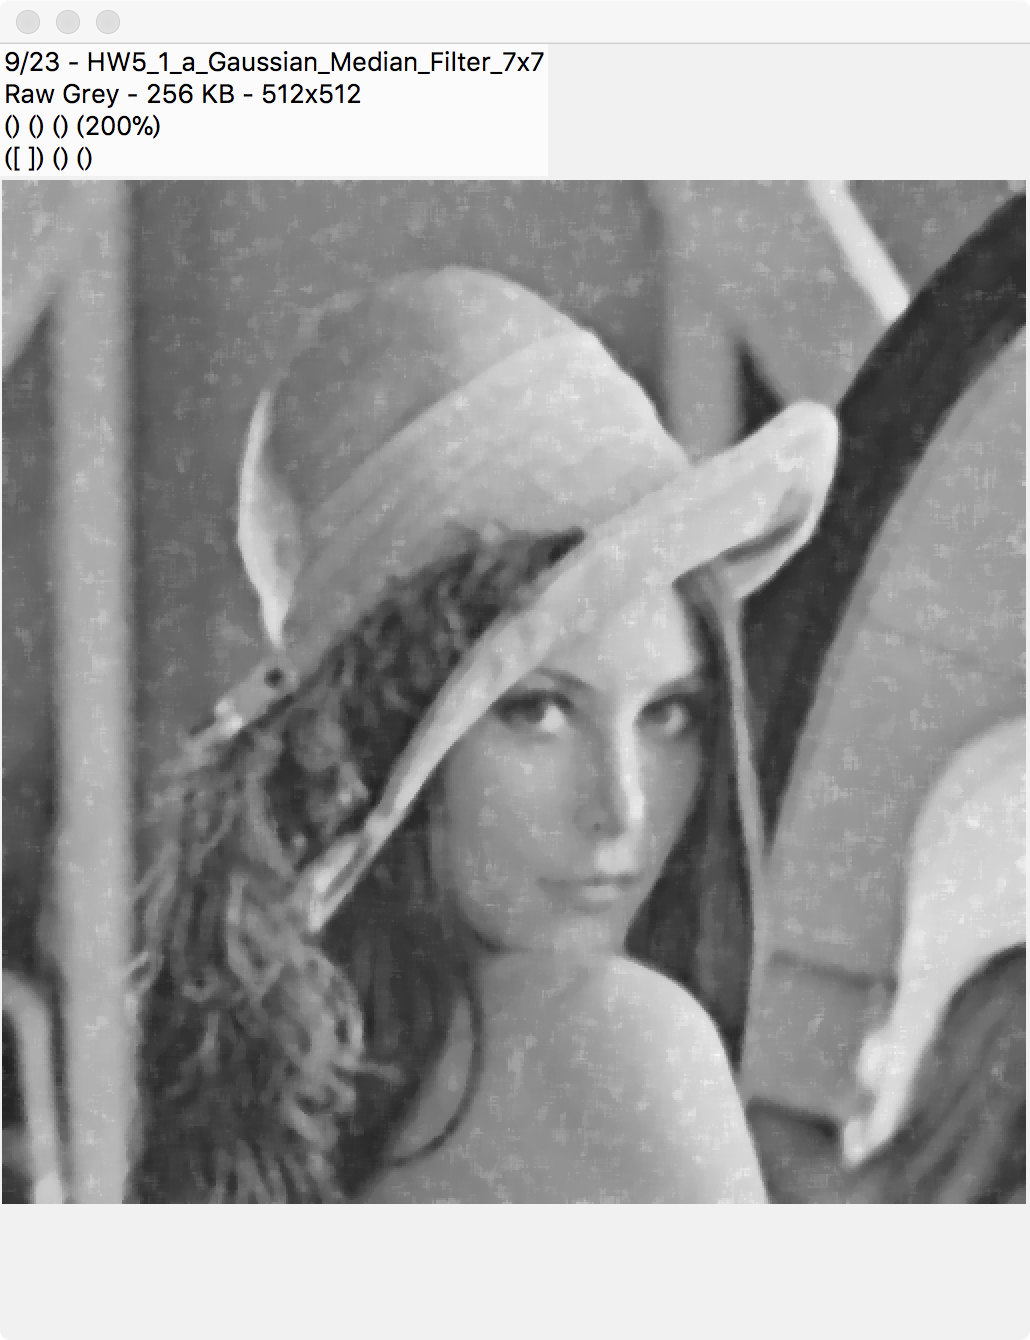 9/23 - HW5_1_a_Gaussian_Median_Filter_7x7
Raw Grey - 256 KB - 512x512
() () () (200%)
([ ]) () ()